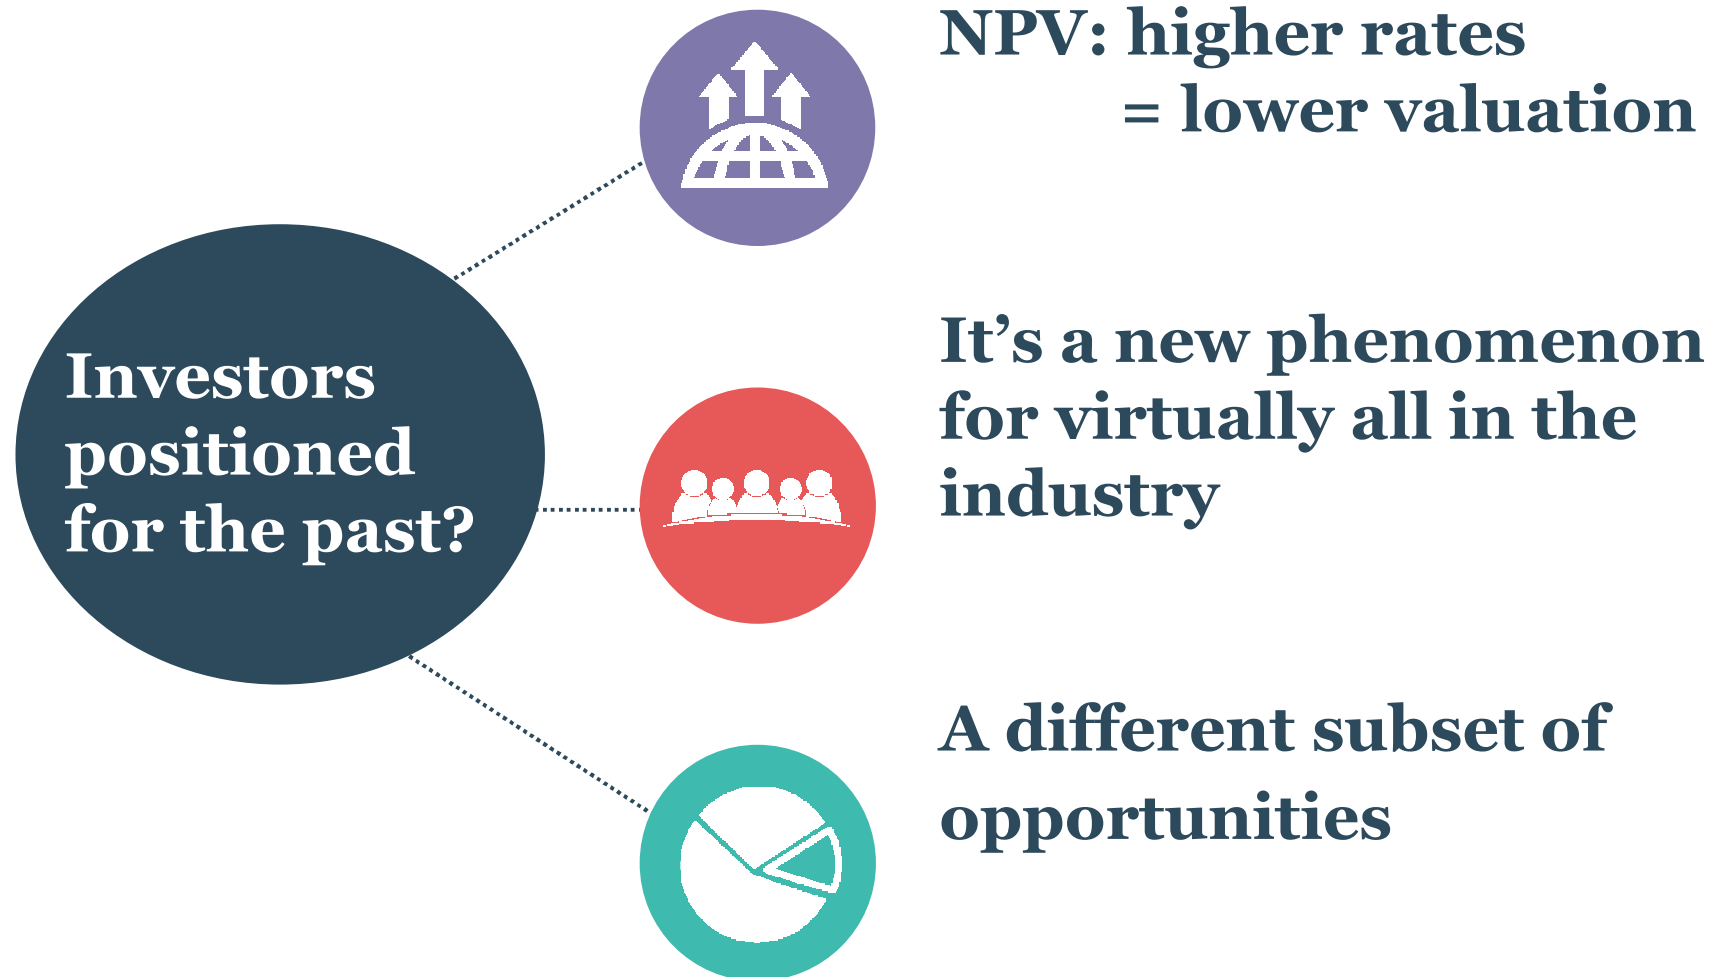 Investors
positioned
for the past?
NPV: higher rates
= lower valuation
It’s a new phenomenon
for virtually all in the
industry
A different subset of
opportunities